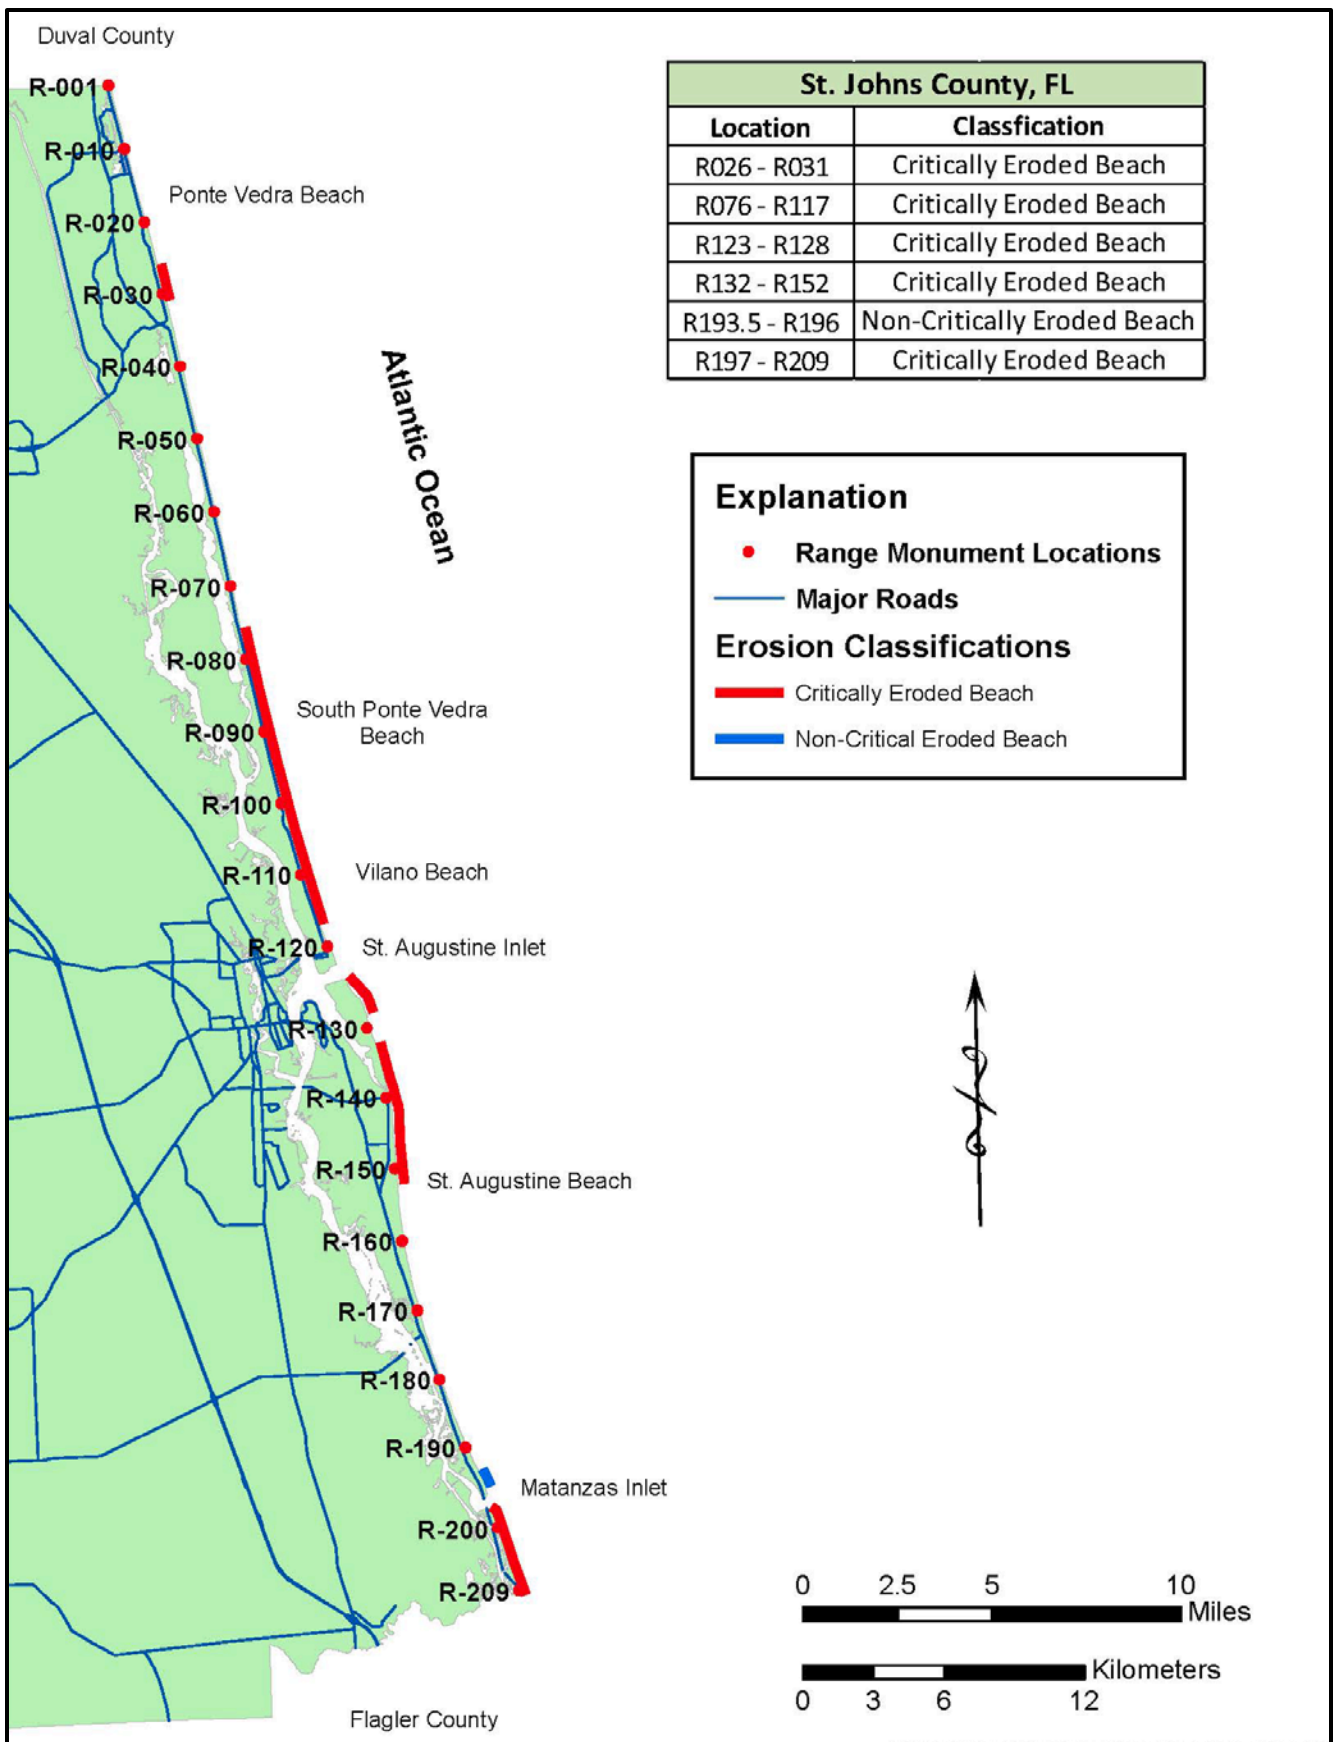 Duval County
R-001
R-010
Ponte Vedra Beach
R-020
R-030
R-040
R-050
R-060
R-070
R-080
South Ponte Vedra
Beach
R-090
R-100
R-110
Vilano Beach
R-120
St. Augustine Inlet
R-130
R-140
R-150
St. Augustine Beach
R-160
R-170
R-180
R-190
Matanzas Inlet
R-200
R-209
Flagler County
Atlantic Ocean
St. Johns County, FL
Location Classfication
R026 - R031 Critically Eroded Beach
R076 - R117 Critically Eroded Beach
R123 - R128 Critically Eroded Beach
R132 - R152 Critically Eroded Beach
R193.5 - R196 Non-Critically Eroded Beach
R197 - R209 Critically Eroded Beach
Explanation
Range Monument Locations
Major Roads
Erosion Classifications
Critically Eroded Beach
Non-Critical Eroded Beach
0 2.5 5 10
Miles
Kilometers
0 3 6 12